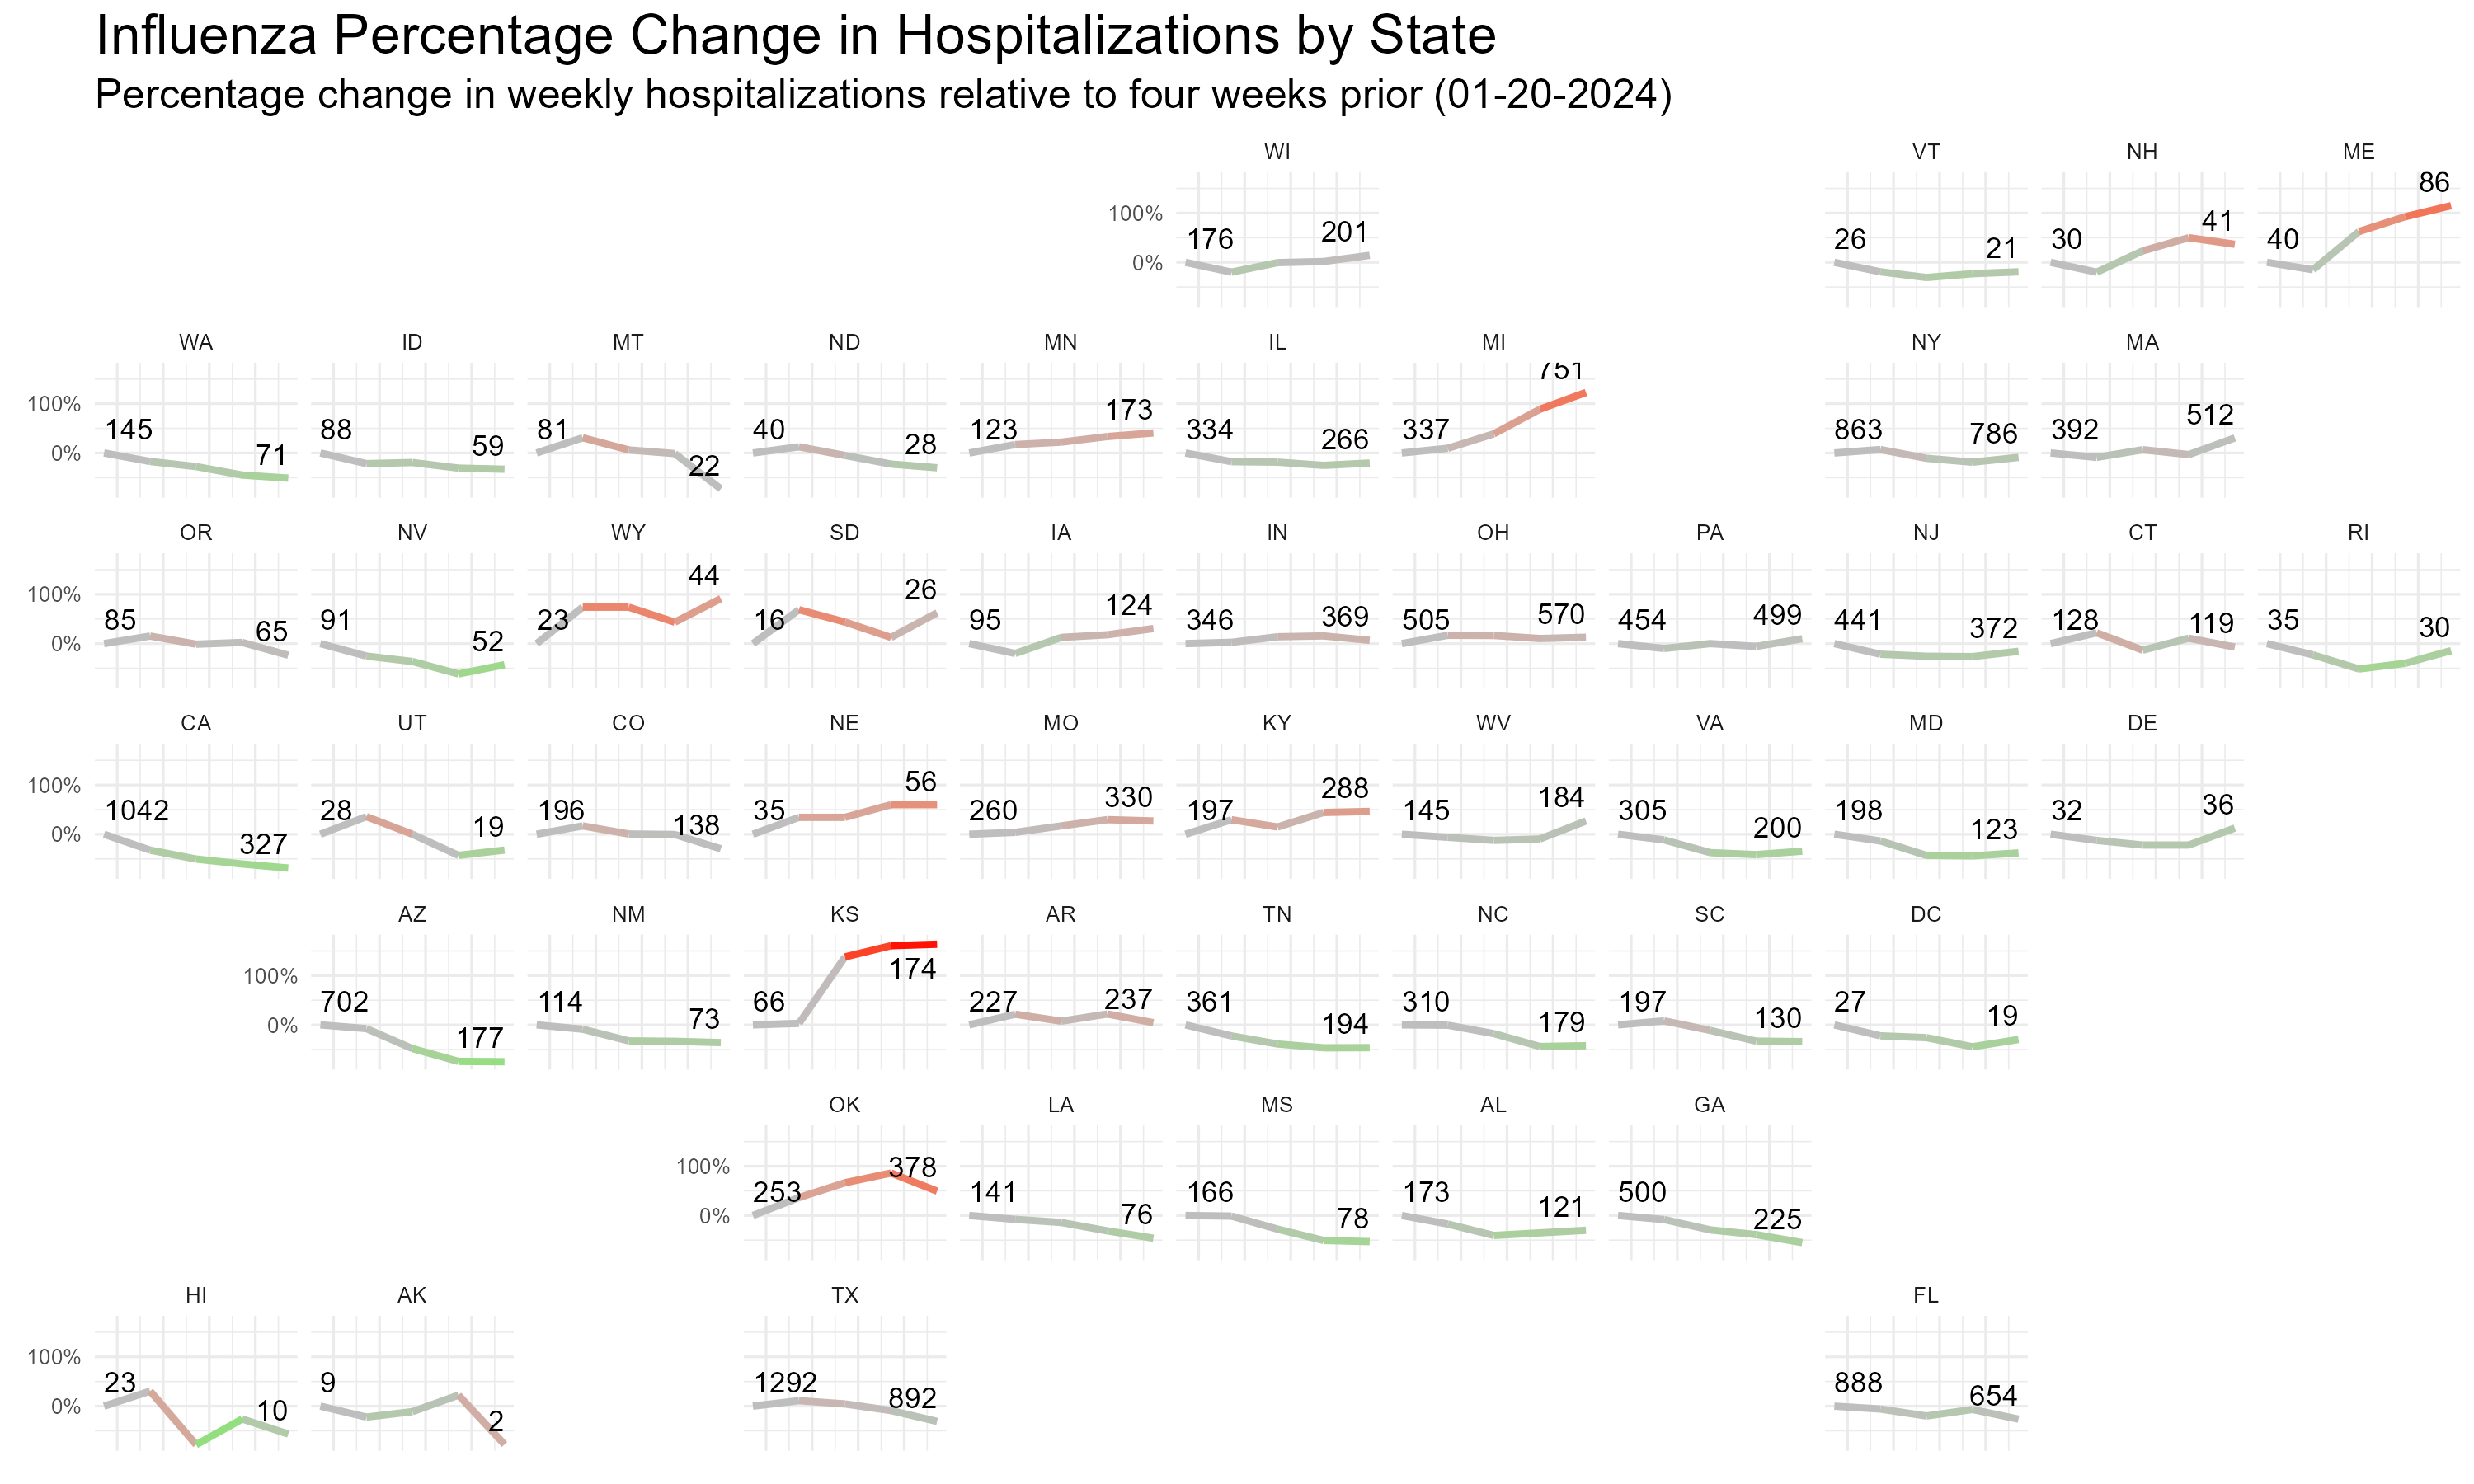 Influenza Percentage Change in Hospitalizations by State
Percentage change in weekly hospitalizations relative to four weeks prior (01-20-2024)
WI VT NH ME
100% 0% 176 201 26 21 30 41 40 86
WA ID MT ND MN IL MI NY MA
100% 0% 145 71 88 59 81 22 40 28 123 173 334 266 337 751 863 786 392 512
OR NV WY SD IA IN OH PA NJ CT RI
100% 0% 85 65 91 52 23 44 16 26 95 124 346 369 505 570 454 499 441 372 128 119 35 30
CA UT CO NE MO KY WV VA MD DE
100% 0% 1042 327 28 19 196 138 35 56 260 330 197 288 145 184 305 200 198 123 32 36
AZ NM KS AR TN NC SC DC
100% 0% 702 177 114 73 66 174 227 237 361 194 310 179 197 130 27 19
OK LA MS AL GA
100% 0% 253 378 141 76 166 78 173 121 500 225
HI AK TX FL
100% 0% 23 10 9 2 1292 892 888 654